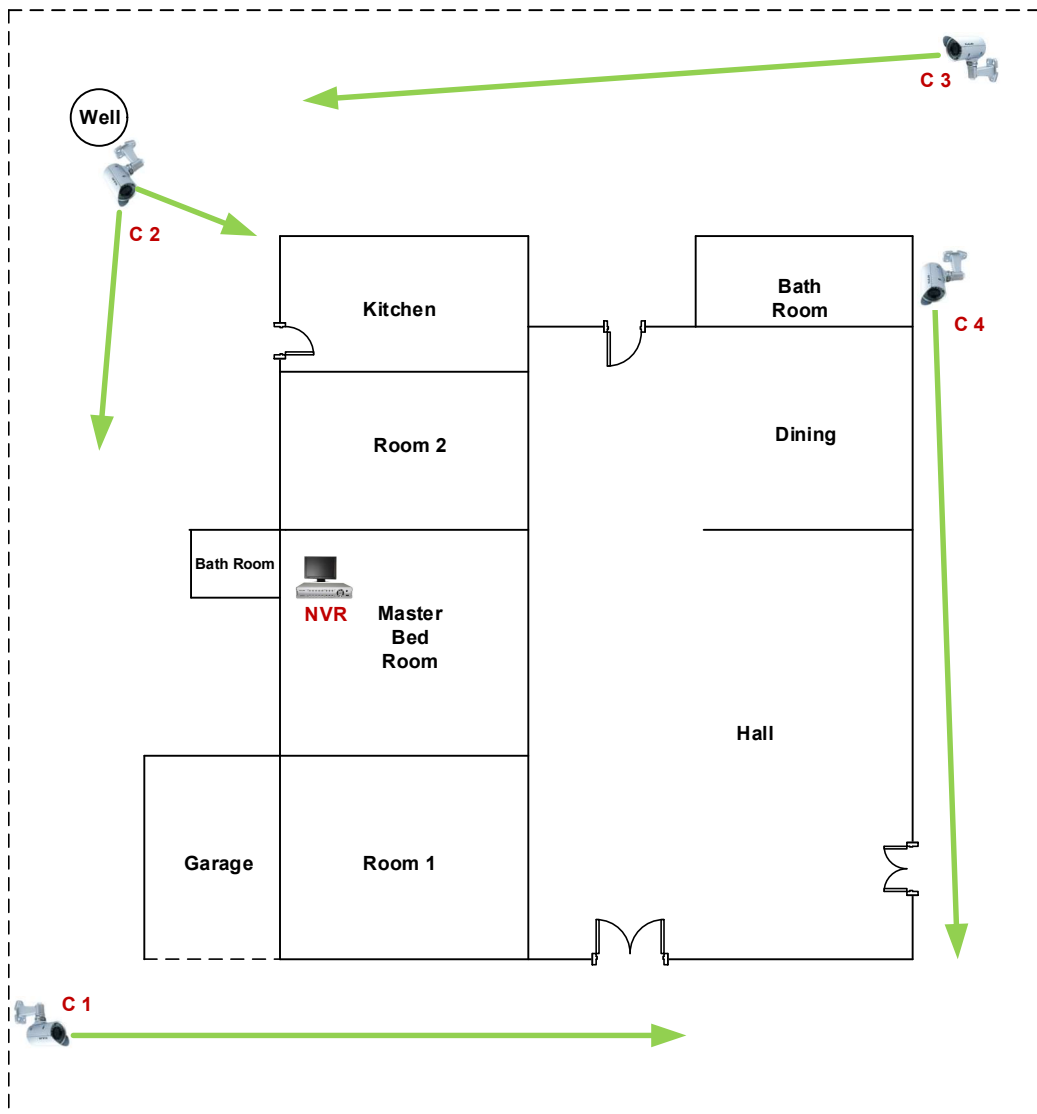 C 3
Well
C 2
Kitchen
Bath
Room
C 4
Room 2
Dining
Bath Room
NVR
Master
Bed
Room
Hall
Garage
Room 1
C 1